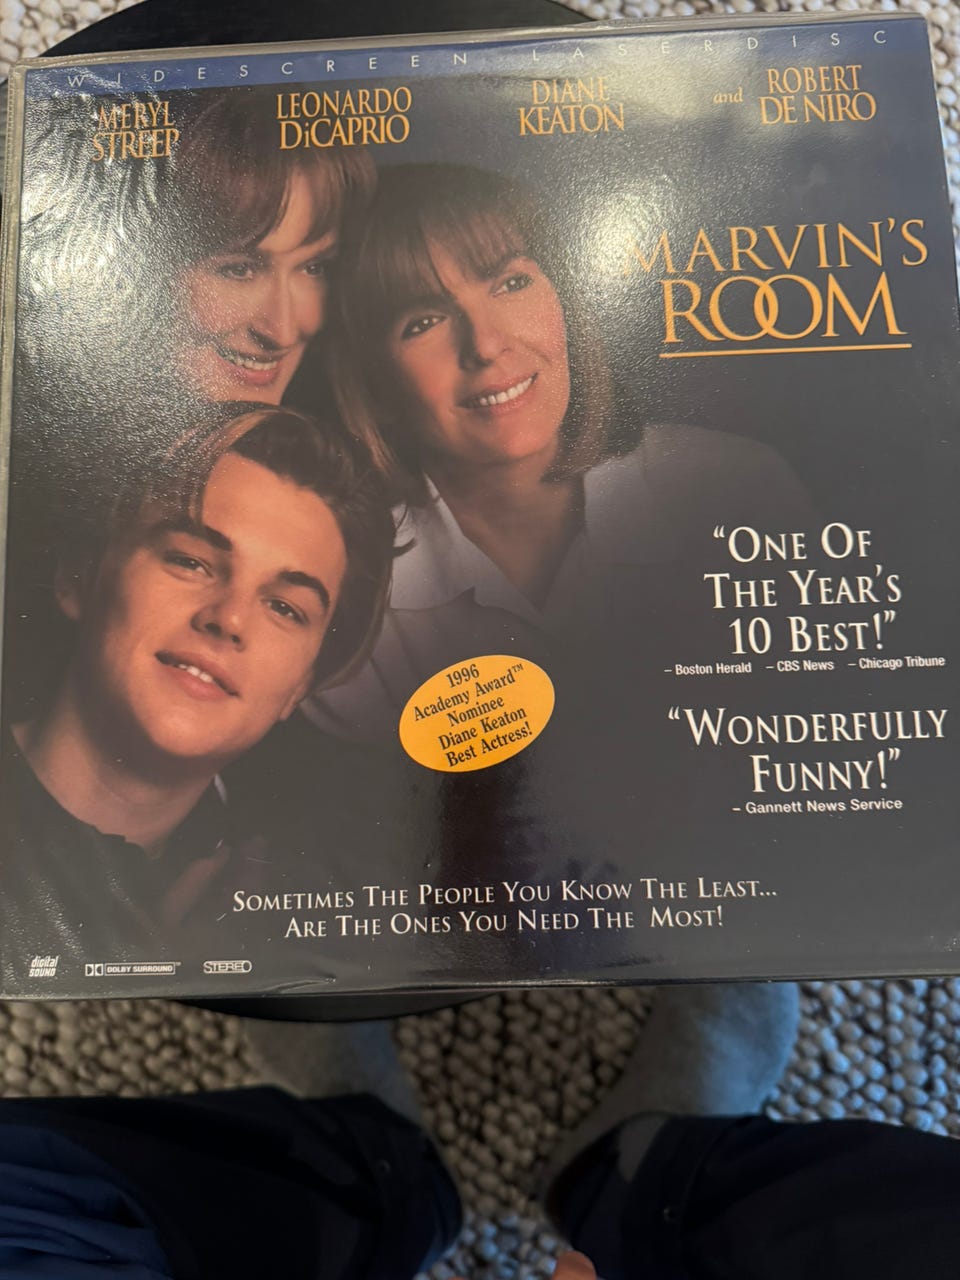 WIDESCREEN LASERDISC
MERYL STREEP
LEONARDO DiCAPRIO
DIANE KEATON
and ROBERT DE NIRO
MARVIN'S
ROOM
"ONE OF
THE YEAR'S
10 BEST!"
– Boston Herald – CBS News – Chicago Tribune
1996
Academy Award™
Nominee
Diane Keaton
Best Actress!
"WONDERFULLY
FUNNY!"
– Gannett News Service
SOMETIMES THE PEOPLE YOU KNOW THE LEAST...
ARE THE ONES YOU NEED THE MOST!
digital SOUND
DOLBY SURROUND™
STEREO